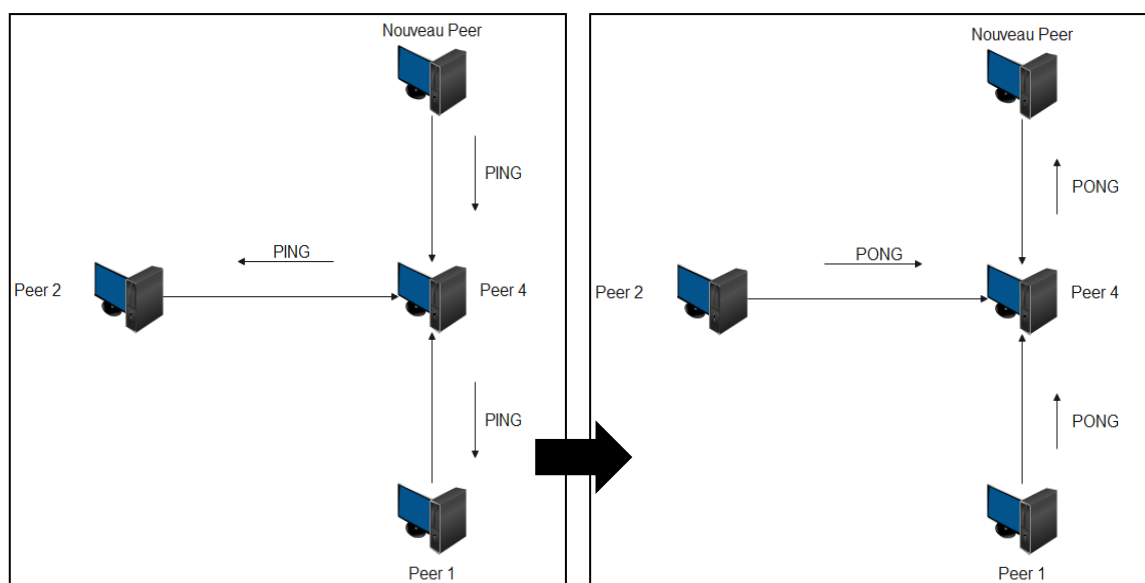 Nouveau Peer
PING
PING
Peer 2
Peer 4
PING
Peer 1
Nouveau Peer
PONG
PONG
Peer 2
Peer 4
PONG
Peer 1